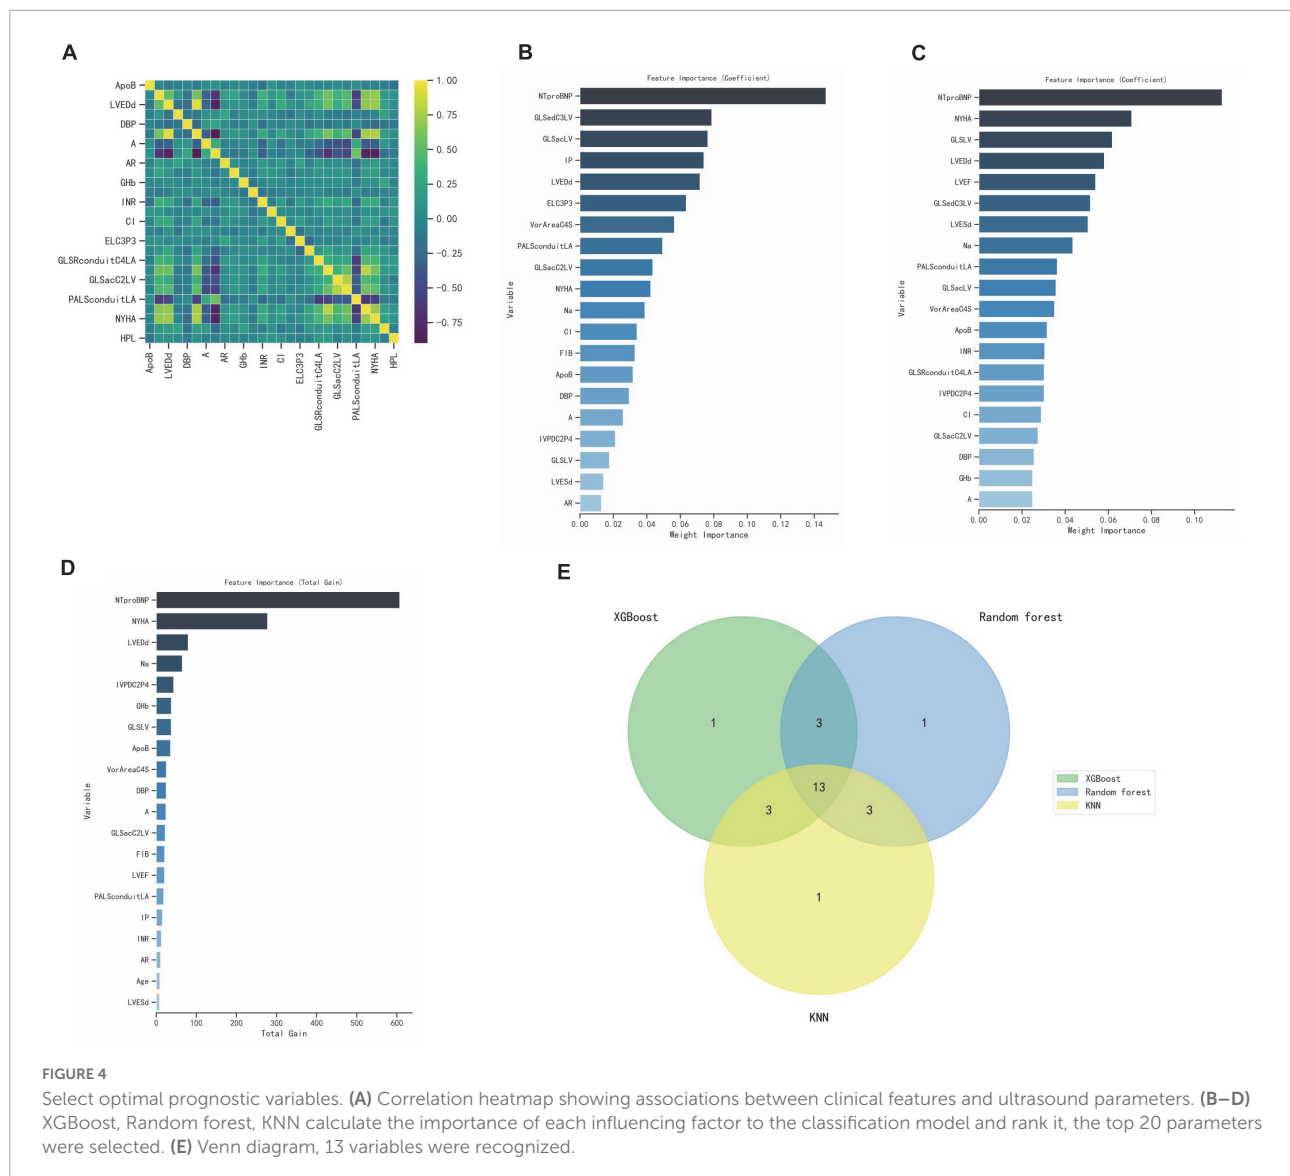 A
ApoB
LVEDd
DBP
A
AR
GHb
INR
CI
ELC3P3
GLSRconduitC4LA
GLSacC2LV
PALSconduitLA
NYHA
HPL
ApoB
LVEDd
DBP
A
AR
GHb
INR
CI
ELC3P3
GLSRconduitC4LA
GLSacC2LV
PALSconduitLA
NYHA
HPL
1.00
0.75
0.50
0.25
0.00
−0.25
−0.50
−0.75
B
Feature Importance (Coefficient)
Variable
NTproBNP
GLSedC3LV
GLSacLV
IP
LVEDd
ELC3P3
VorAreaC4S
PALSconduitLA
GLSacC2LV
NYHA
Na
CI
FIB
ApoB
DBP
A
IVPDC2P4
GLSLV
LVESd
AR
0.00 0.02 0.04 0.06 0.08 0.10 0.12 0.14
Weight Importance
C
Feature Importance (Coefficient)
Variable
NTproBNP
NYHA
GLSLV
LVEDd
LVEF
GLSedC3LV
LVESd
Na
PALSconduitLA
GLSacLV
VorAreaC4S
ApoB
INR
GLSRconduitC4LA
IVPDC2P4
CI
GLSacC2LV
DBP
GHb
A
0.00 0.02 0.04 0.06 0.08 0.10
Weight Importance
D
Feature Importance (Total Gain)
Variable
NTproBNP
NYHA
LVEDd
Na
IVPDC2P4
GHb
GLSLV
ApoB
VorAreaC4S
DBP
A
GLSacC2LV
FIB
LVEF
PALSconduitLA
IP
INR
AR
Age
LVESd
0 100 200 300 400 500 600
Total Gain
E
XGBoost
Random forest
1
3
1
13
3
3
1
KNN
XGBoost
Random forest
KNN
FIGURE 4
Select optimal prognostic variables. (A) Correlation heatmap showing associations between clinical features and ultrasound parameters. (B–D)
XGBoost, Random forest, KNN calculate the importance of each influencing factor to the classification model and rank it, the top 20 parameters
were selected. (E) Venn diagram, 13 variables were recognized.